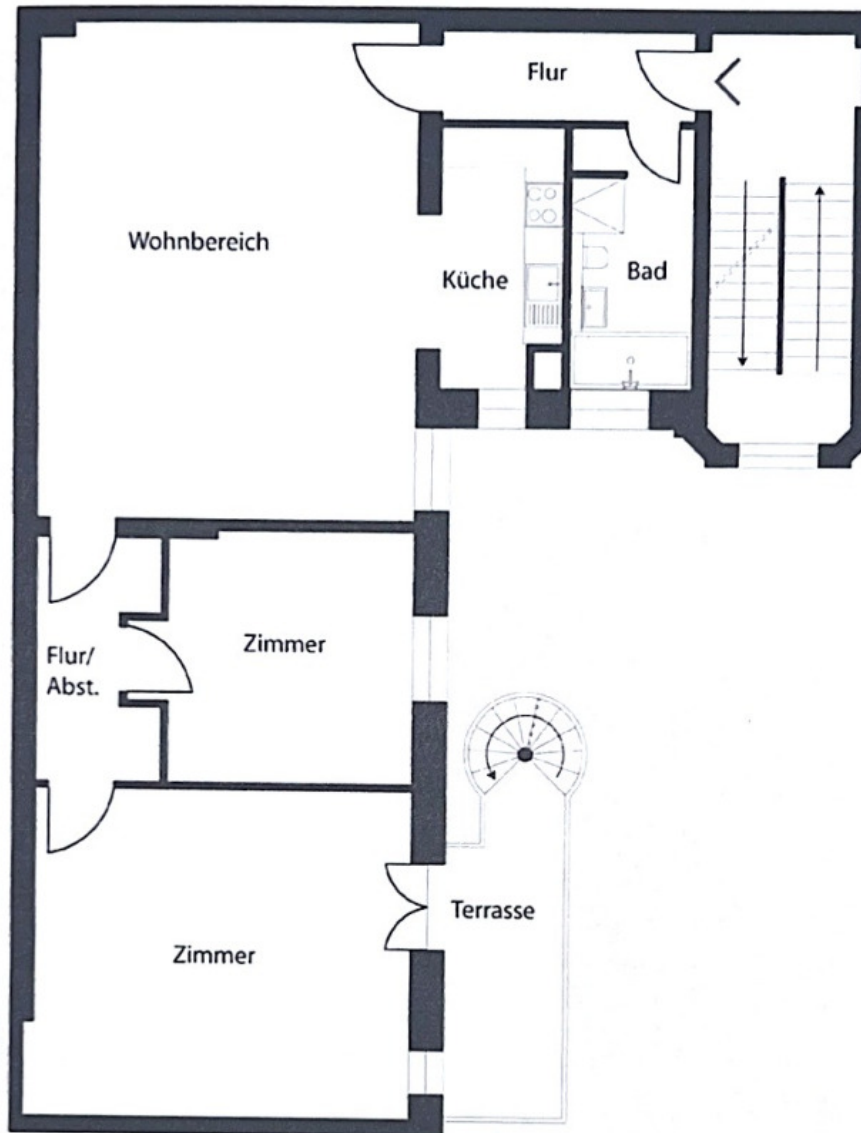 Flur
Wohnbereich
Küche
Bad
Flur/
Abst.
Zimmer
Terrasse
Zimmer